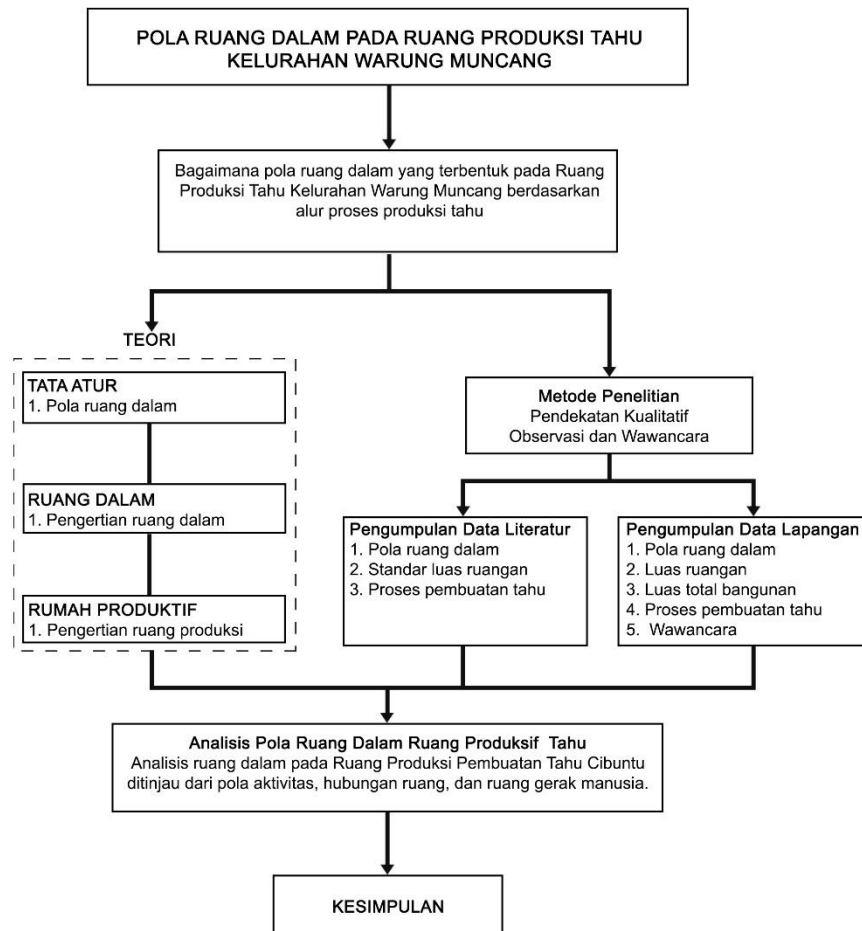 POLA RUANG DALAM PADA RUANG PRODUKSI TAHU
KELURAHAN WARUNG MUNCANG
Bagaimana pola ruang dalam yang terbentuk pada Ruang
Produksi Tahu Kelurahan Warung Muncang berdasarkan
alur proses produksi tahu
TEORI
TATA ATUR
1. Pola ruang dalam
RUANG DALAM
1. Pengertian ruang dalam
RUMAH PRODUKTIF
1. Pengertian ruang produksi
Metode Penelitian
Pendekatan Kualitatif
Observasi dan Wawancara
Pengumpulan Data Literatur
1. Pola ruang dalam
2. Standar luas ruangan
3. Proses pembuatan tahu
Pengumpulan Data Lapangan
1. Pola ruang dalam
2. Luas ruangan
3. Luas total bangunan
4. Proses pembuatan tahu
5. Wawancara
Analisis Pola Ruang Dalam Ruang Produksif Tahu
Analisis ruang dalam pada Ruang Produksi Pembuatan Tahu Cibuntu
ditinjau dari pola aktivitas, hubungan ruang, dan ruang gerak manusia.
KESIMPULAN